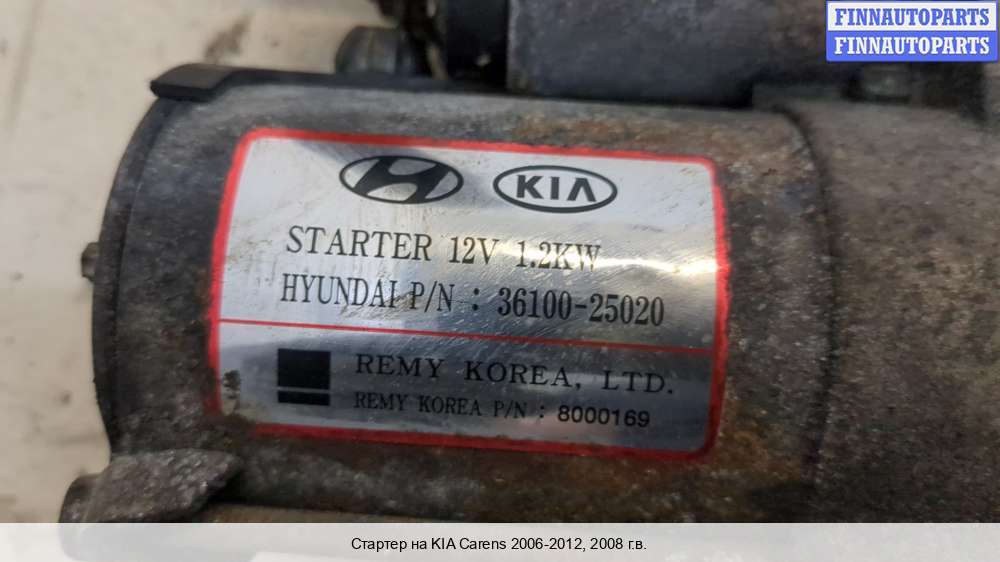 FINNAUTOPARTS
FINNAUTOPARTS
KIA
STARTER 12V 1.2KW
HYUNDAI P/N : 36100-25020
REMY KOREA, LTD.
REMY KOREA P/N : 8000169
Стартер на KIA Carens 2006-2012, 2008 г.в.